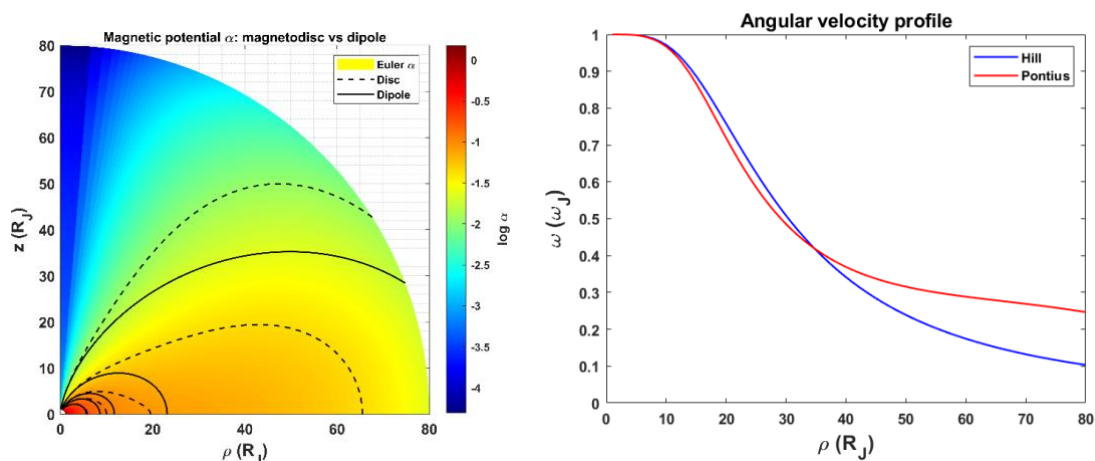 Magnetic potential α: magnetodisc vs dipole
Euler α
Disc
Dipole
z (R_J)
80
70
60
50
40
30
20
10
0
0 20 40 60 80
ρ (R_J)
0
-0.5
-1
-1.5
-2
-2.5
-3
-3.5
-4
log α
Angular velocity profile
Hill
Pontius
ω (ω_J)
1
0.9
0.8
0.7
0.6
0.5
0.4
0.3
0.2
0.1
0
0 10 20 30 40 50 60 70 80
ρ (R_J)